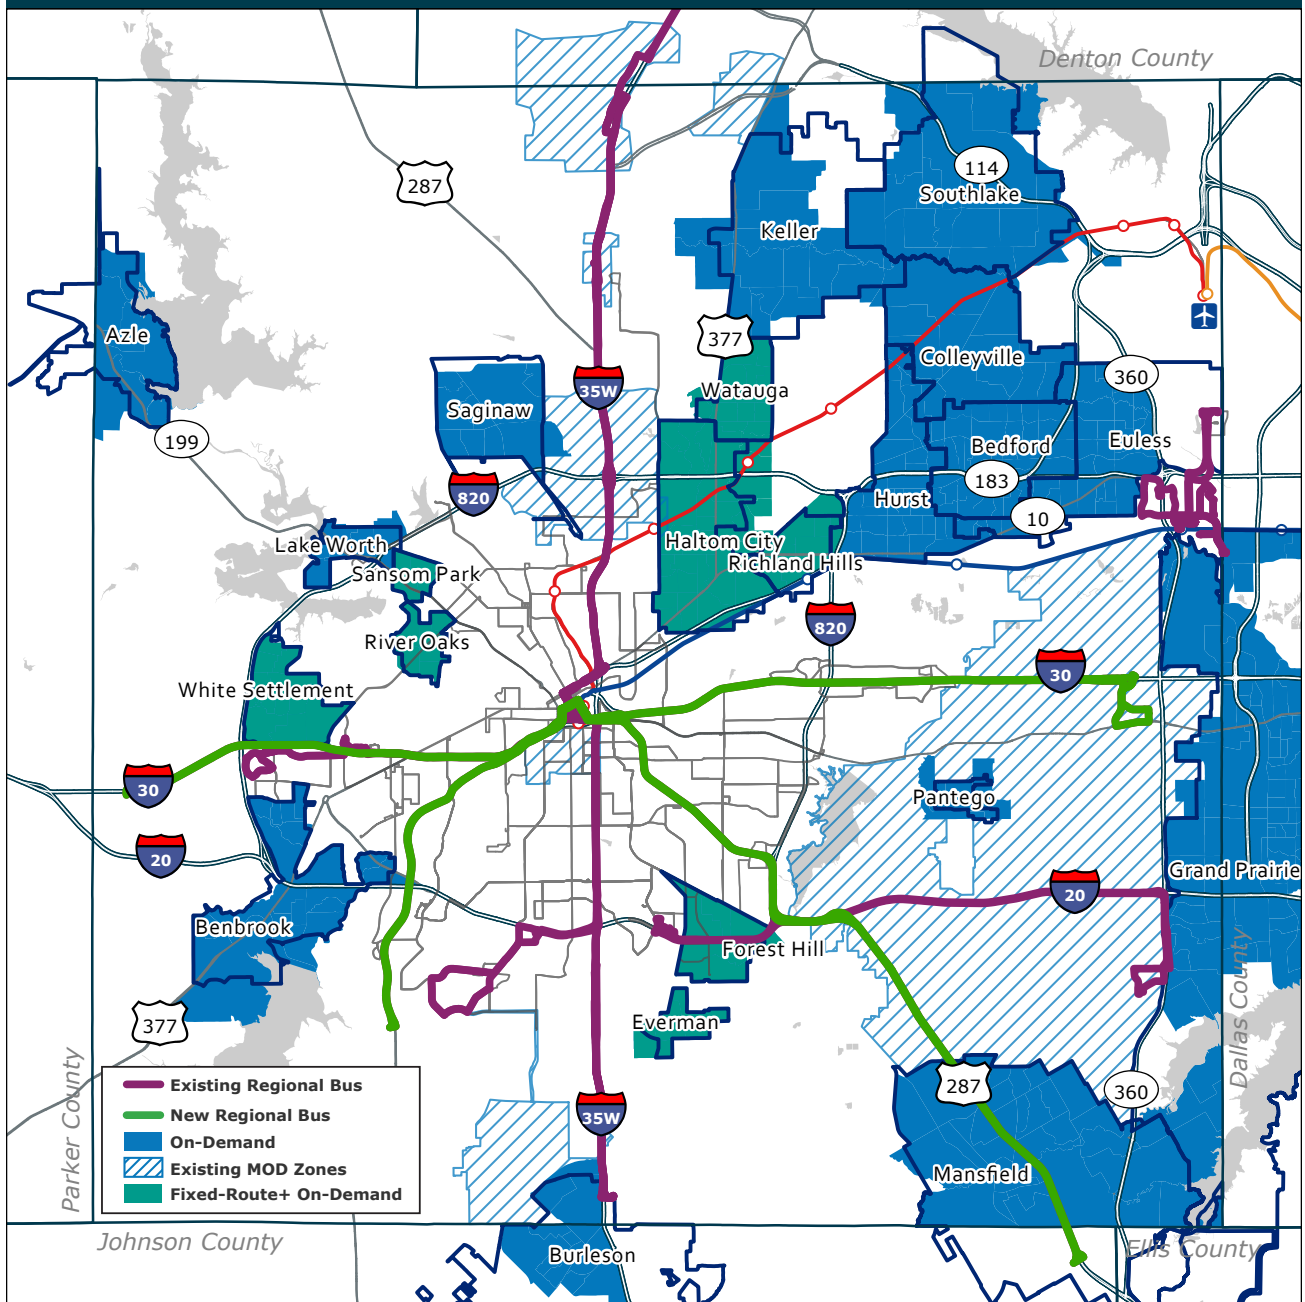 Denton County
287
114
Southlake
Keller
377
Azle
Colleyville
360
35W
Watauga
Saginaw
199
Bedford
Euless
820
183
Hurst
10
Lake Worth
Haltom City
Richland Hills
Sansom Park
820
River Oaks
30
White Settlement
30
Pantego
20
Grand Prairie
20
Benbrook
Forest Hill
377
Everman
Dallas County
Parker County
287
360
35W
Existing Regional Bus
New Regional Bus
On-Demand
Existing MOD Zones
Fixed-Route+ On-Demand
Mansfield
Johnson County
Burleson
Ellis County